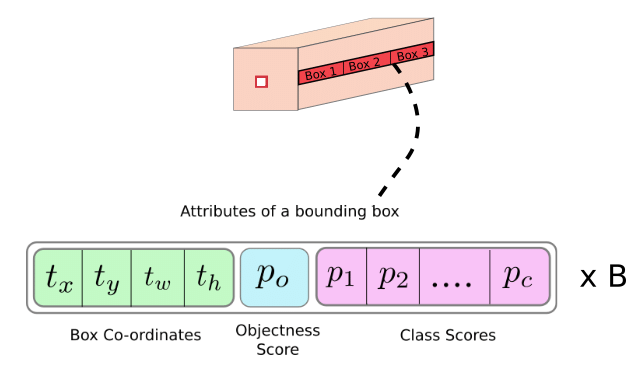 Box 1 Box 2 Box 3
Attributes of a bounding box
t_x t_y t_w t_h p_o p_1 p_2 .... p_c x B
Box Co-ordinates
Objectness
Score
Class Scores